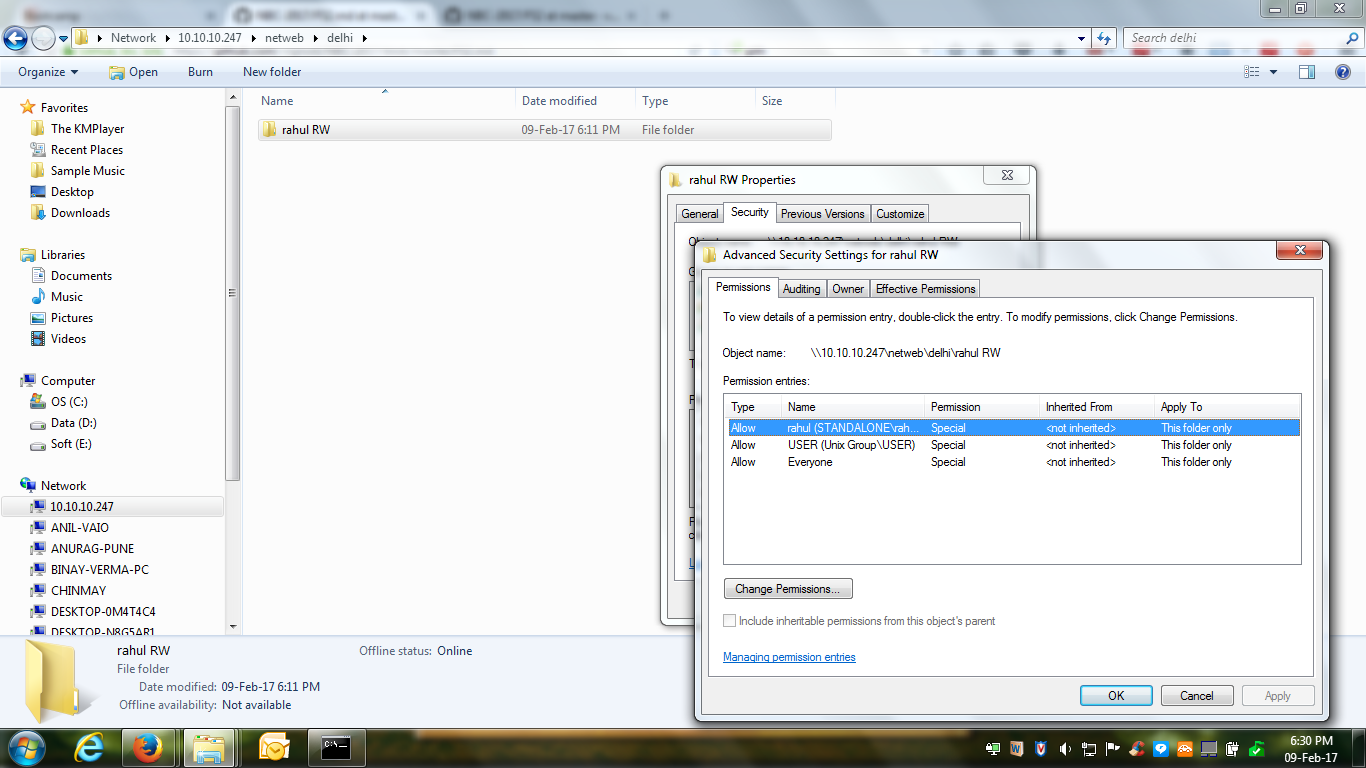 Network 10.10.10.247 netweb delhi
Search delhi
Organize Open Burn New folder
Name Date modified Type Size
rahul RW 09-Feb-17 6:11 PM File folder
Favorites
The KMPlayer
Recent Places
Sample Music
Desktop
Downloads
Libraries
Documents
Music
Pictures
Videos
Computer
OS (C:)
Data (D:)
Soft (E:)
Network
10.10.10.247
ANIL-VAIO
ANURAG-PUNE
BINAY-VERMA-PC
CHINMAY
DESKTOP-0M4T4C4
DESKTOP-N8G5AR1
rahul RW Properties
General Security Previous Versions Customize
Advanced Security Settings for rahul RW
Permissions Auditing Owner Effective Permissions
To view details of a permission entry, double-click the entry. To modify permissions, click Change Permissions.
Object name: \\10.10.10.247\netweb\delhi\rahul RW
Permission entries:
Type Name Permission Inherited From Apply To
Allow rahul (STANDALONE\rah... Special <not inherited> This folder only
Allow USER (Unix Group\USER) Special <not inherited> This folder only
Allow Everyone Special <not inherited> This folder only
Change Permissions...
Include inheritable permissions from this object's parent
Managing permission entries
OK Cancel Apply
rahul RW
File folder
Date modified: 09-Feb-17 6:11 PM
Offline availability: Not available
Offline status: Online
6:30 PM
09-Feb-17